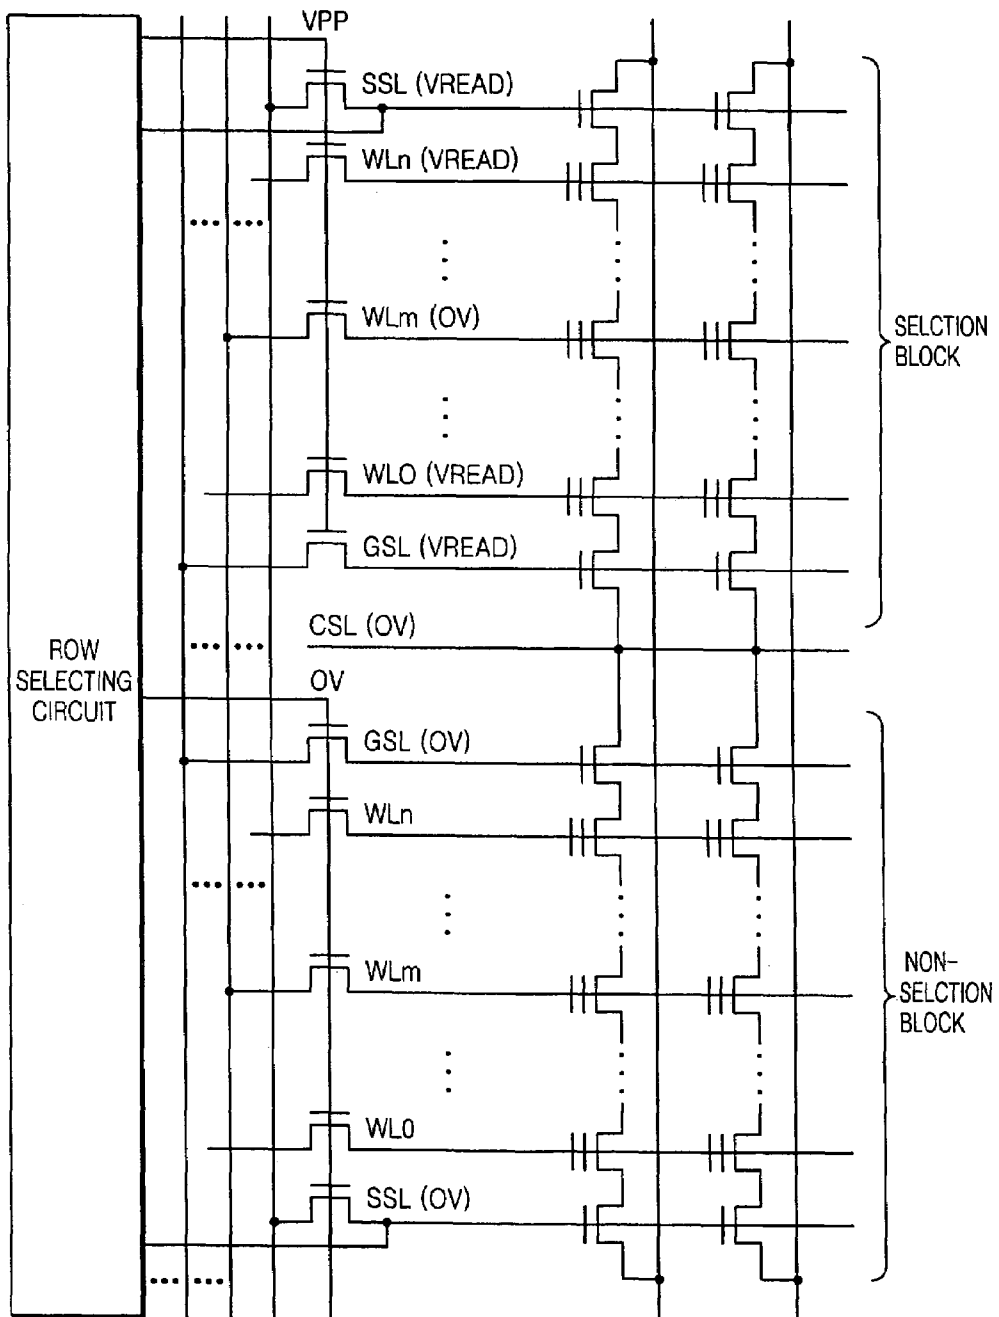 VPP
SSL (VREAD)
WLn (VREAD)
WLm (OV)
WLO (VREAD)
GSL (VREAD)
SELCTION
BLOCK
CSL (OV)
ROW
SELECTING
CIRCUIT
OV
GSL (OV)
WLn
WLm
NON-
SELCTION
BLOCK
WL0
SSL (OV)